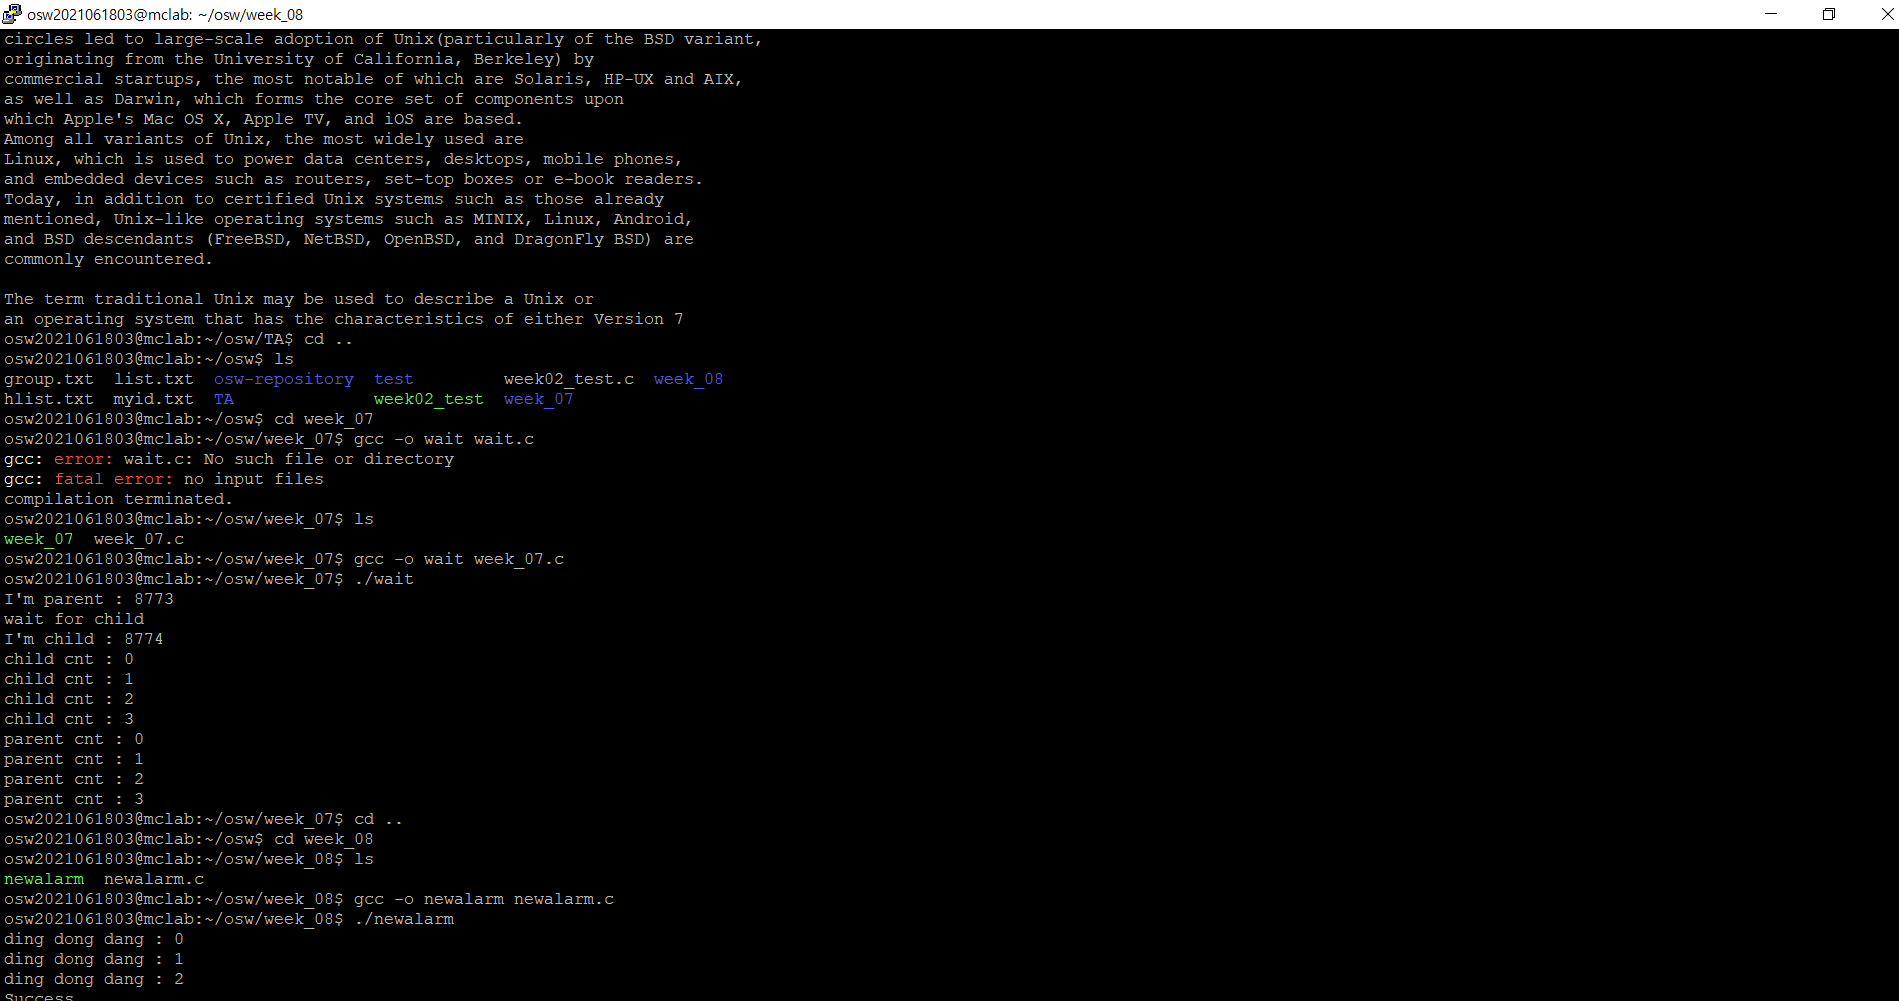 osw2021061803@mclab: ~/osw/week_08
circles led to large-scale adoption of Unix(particularly of the BSD variant,
originating from the University of California, Berkeley) by
commercial startups, the most notable of which are Solaris, HP-UX and AIX,
as well as Darwin, which forms the core set of components upon
which Apple's Mac OS X, Apple TV, and iOS are based.
Among all variants of Unix, the most widely used are
Linux, which is used to power data centers, desktops, mobile phones,
and embedded devices such as routers, set-top boxes or e-book readers.
Today, in addition to certified Unix systems such as those already
mentioned, Unix-like operating systems such as MINIX, Linux, Android,
and BSD descendants (FreeBSD, NetBSD, OpenBSD, and DragonFly BSD) are
commonly encountered.

The term traditional Unix may be used to describe a Unix or
an operating system that has the characteristics of either Version 7
osw2021061803@mclab:~/osw/TA$ cd ..
osw2021061803@mclab:~/osw$ ls
group.txt  list.txt  osw-repository  test         week02_test.c  week_08
hlist.txt  myid.txt  TA              week02_test  week_07
osw2021061803@mclab:~/osw$ cd week_07
osw2021061803@mclab:~/osw/week_07$ gcc -o wait wait.c
gcc: error: wait.c: No such file or directory
gcc: fatal error: no input files
compilation terminated.
osw2021061803@mclab:~/osw/week_07$ ls
week_07  week_07.c
osw2021061803@mclab:~/osw/week_07$ gcc -o wait week_07.c
osw2021061803@mclab:~/osw/week_07$ ./wait
I'm parent : 8773
wait for child
I'm child : 8774
child cnt : 0
child cnt : 1
child cnt : 2
child cnt : 3
parent cnt : 0
parent cnt : 1
parent cnt : 2
parent cnt : 3
osw2021061803@mclab:~/osw/week_07$ cd ..
osw2021061803@mclab:~/osw$ cd week_08
osw2021061803@mclab:~/osw/week_08$ ls
newalarm  newalarm.c
osw2021061803@mclab:~/osw/week_08$ gcc -o newalarm newalarm.c
osw2021061803@mclab:~/osw/week_08$ ./newalarm
ding dong dang : 0
ding dong dang : 1
ding dong dang : 2
Success